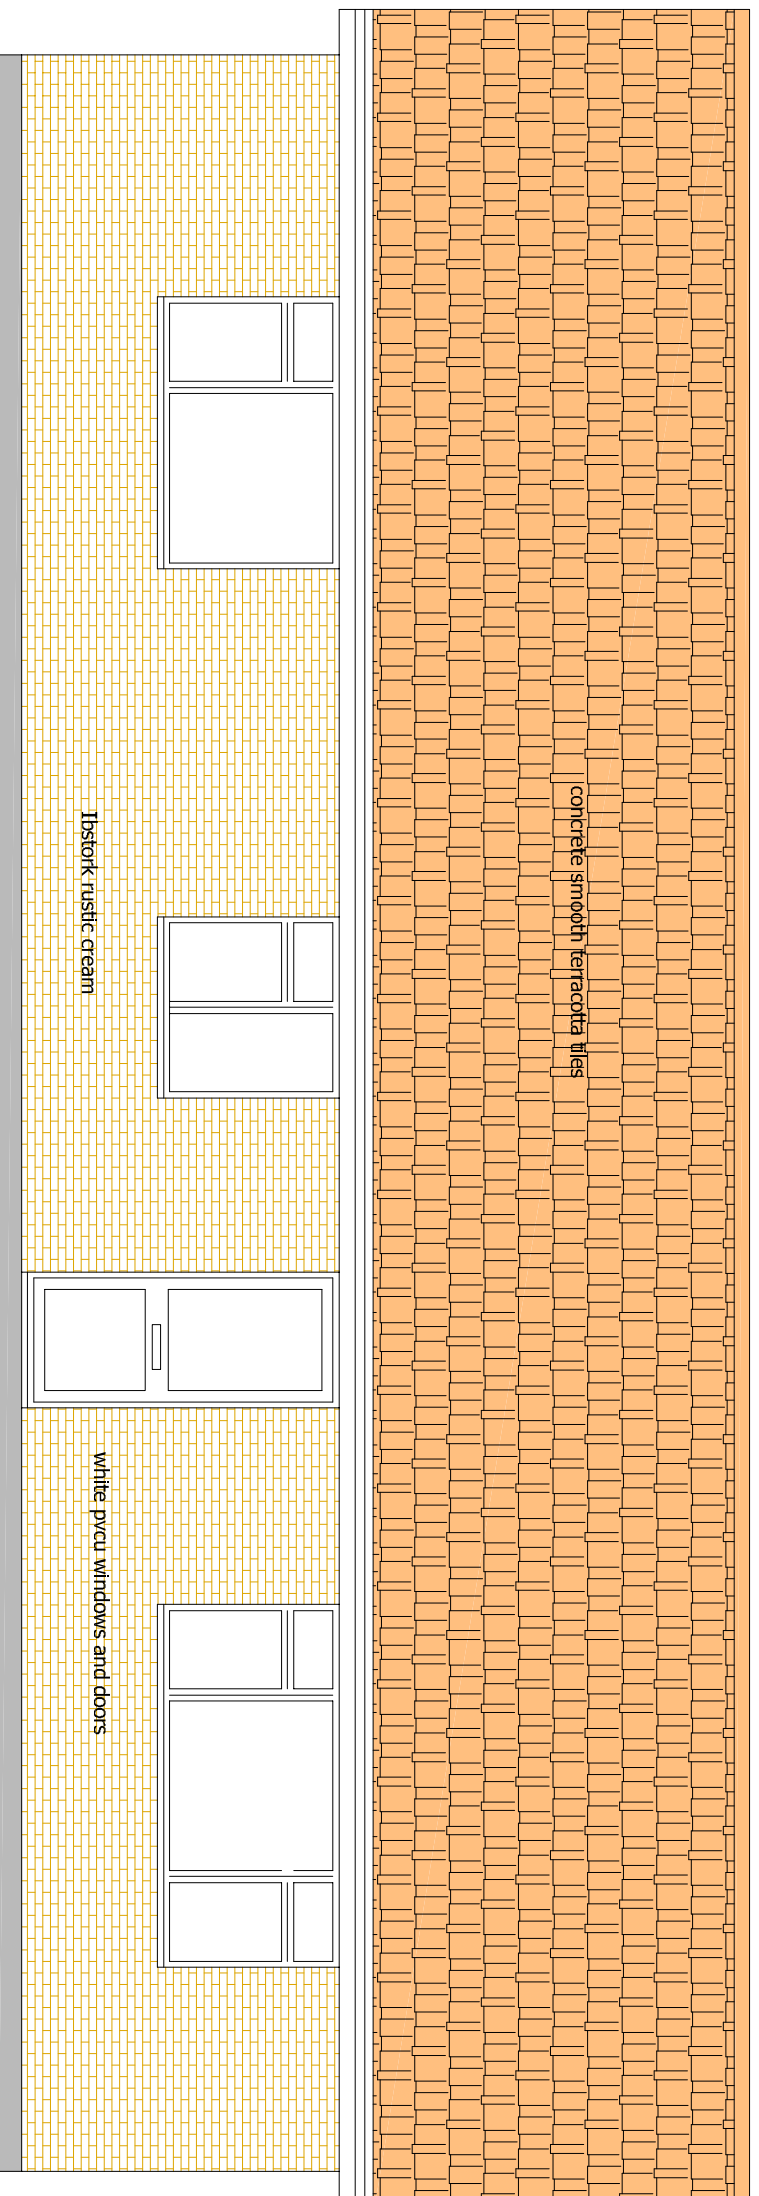 concrete smooth terracotta tiles
Ibstork rustic cream
white pvcu windows and doors